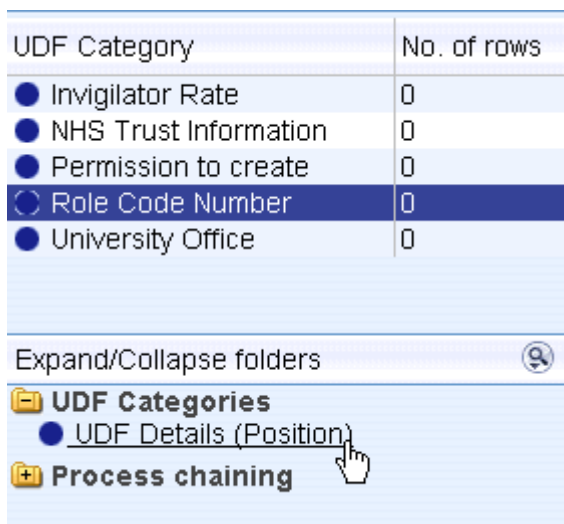 UDF Category No. of rows
Invigilator Rate 0
NHS Trust Information 0
Permission to create 0
Role Code Number 0
University Office 0
Expand/Collapse folders
UDF Categories
UDF Details (Position)
Process chaining